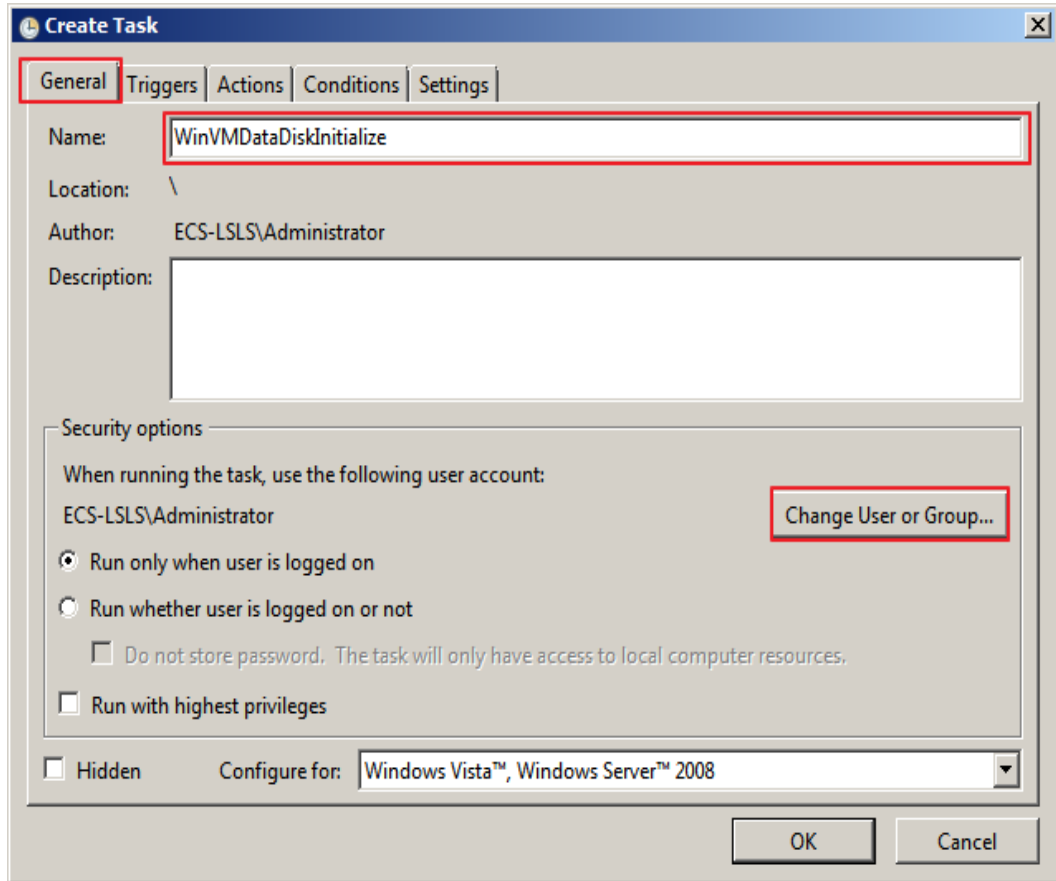 Create Task
General Triggers Actions Conditions Settings
Name: WinVMDataDiskInitialize
Location: \
Author: ECS-LSLS\Administrator
Description:
Security options
When running the task, use the following user account:
ECS-LSLS\Administrator Change User or Group...
Run only when user is logged on
Run whether user is logged on or not
Do not store password. The task will only have access to local computer resources.
Run with highest privileges
Hidden Configure for: Windows Vista™, Windows Server™ 2008
OK Cancel